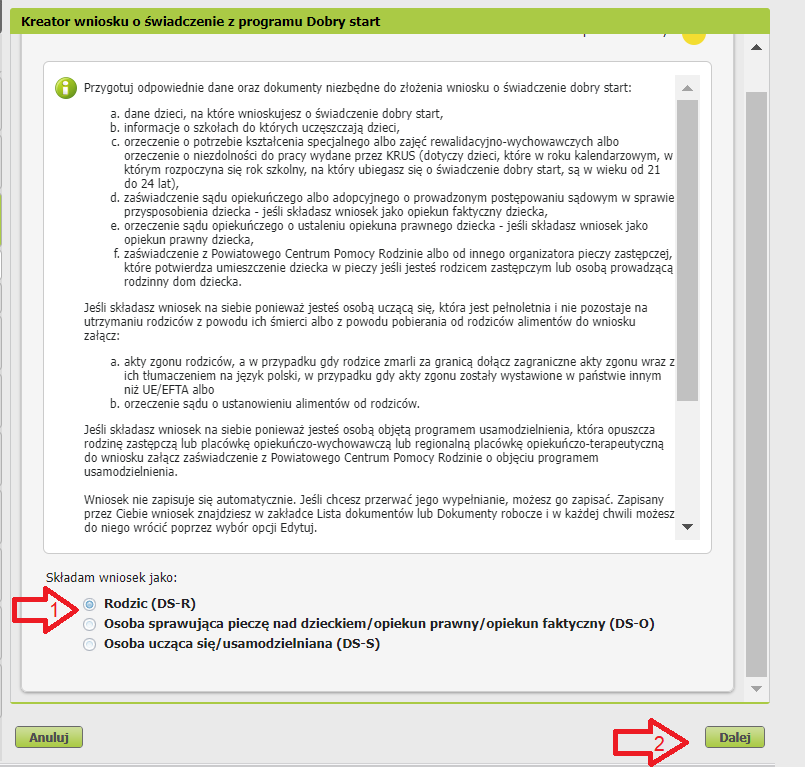 Kreator wniosku o świadczenie z programu Dobry start
Przygotuj odpowiednie dane oraz dokumenty niezbędne do złożenia wniosku o świadczenie dobry start:
a. dane dzieci, na które wnioskujesz o świadczenie dobry start,
b. informacje o szkołach do których uczęszczają dzieci,
c. orzeczenie o potrzebie kształcenia specjalnego albo zajęć rewalidacyjno-wychowawczych albo
orzeczenie o niezdolności do pracy wydane przez KRUS (dotyczy dzieci, które w roku kalendarzowym, w
którym rozpoczyna się rok szkolny, na który ubiegasz się o świadczenie dobry start, są w wieku od 21
do 24 lat),
d. zaświadczenie sądu opiekuńczego albo adopcyjnego o prowadzonym postępowaniu sądowym w sprawie
przysposobienia dziecka - jeśli składasz wniosek jako opiekun faktyczny dziecka,
e. orzeczenie sądu opiekuńczego o ustaleniu opiekuna prawnego dziecka - jeśli składasz wniosek jako
opiekun prawny dziecka,
f. zaświadczenie z Powiatowego Centrum Pomocy Rodzinie albo od innego organizatora pieczy zastępczej,
które potwierdza umieszczenie dziecka w pieczy jeśli jesteś rodzicem zastępczym lub osobą prowadzącą
rodzinny dom dziecka.
Jeśli składasz wniosek na siebie ponieważ jesteś osobą uczącą się, która jest pełnoletnia i nie pozostaje na
utrzymaniu rodziców z powodu ich śmierci albo z powodu pobierania od rodziców alimentów do wniosku
załącz:
a. akty zgonu rodziców, a w przypadku gdy rodzice zmarli za granicą dołącz zagraniczne akty zgonu wraz z
ich tłumaczeniem na język polski, w przypadku gdy akty zgonu zostały wystawione w państwie innym
niż UE/EFTA albo
b. orzeczenie sądu o ustanowieniu alimentów od rodziców.
Jeśli składasz wniosek na siebie ponieważ jesteś osobą objętą programem usamodzielnienia, która opuszcza
rodzinę zastępczą lub placówkę opiekuńczo-wychowawczą lub regionalną placówkę opiekuńczo-terapeutyczną
do wniosku załącz zaświadczenie z Powiatowego Centrum Pomocy Rodzinie o objęciu programem
usamodzielnienia.
Wniosek nie zapisuje się automatycznie. Jeśli chcesz przerwać jego wypełnianie, możesz go zapisać. Zapisany
przez Ciebie wniosek znajdziesz w zakładce Lista dokumentów lub Dokumenty robocze i w każdej chwili możesz
do niego wrócić poprzez wybór opcji Edytuj.
Składam wniosek jako:
1
Rodzic (DS-R)
Osoba sprawująca pieczę nad dzieckiem/opiekun prawny/opiekun faktyczny (DS-O)
Osoba ucząca się/usamodzielniana (DS-S)
Anuluj
2
Dalej